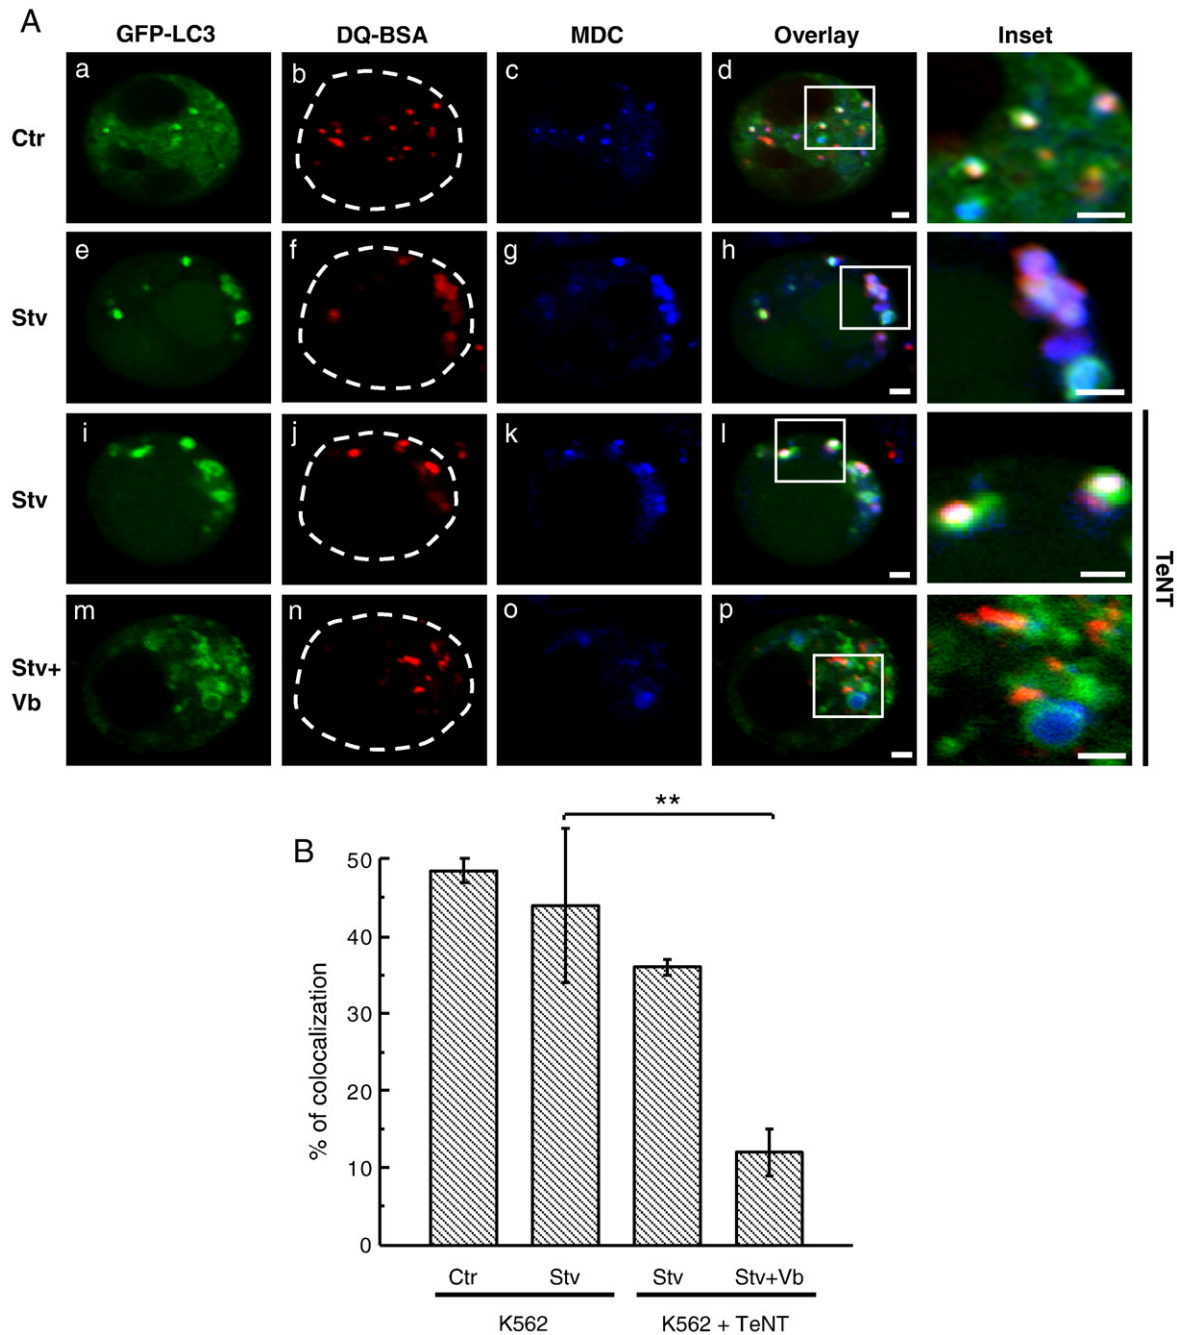 A
GFP-LC3 DQ-BSA MDC Overlay Inset
Ctr a b c d
Stv e f g h
Stv i j k l
Stv+
Vb m n o p
TeNT
B
**
% of colocalization
50
40
30
20
10
0
Ctr Stv Stv Stv+Vb
K562 K562 + TeNT